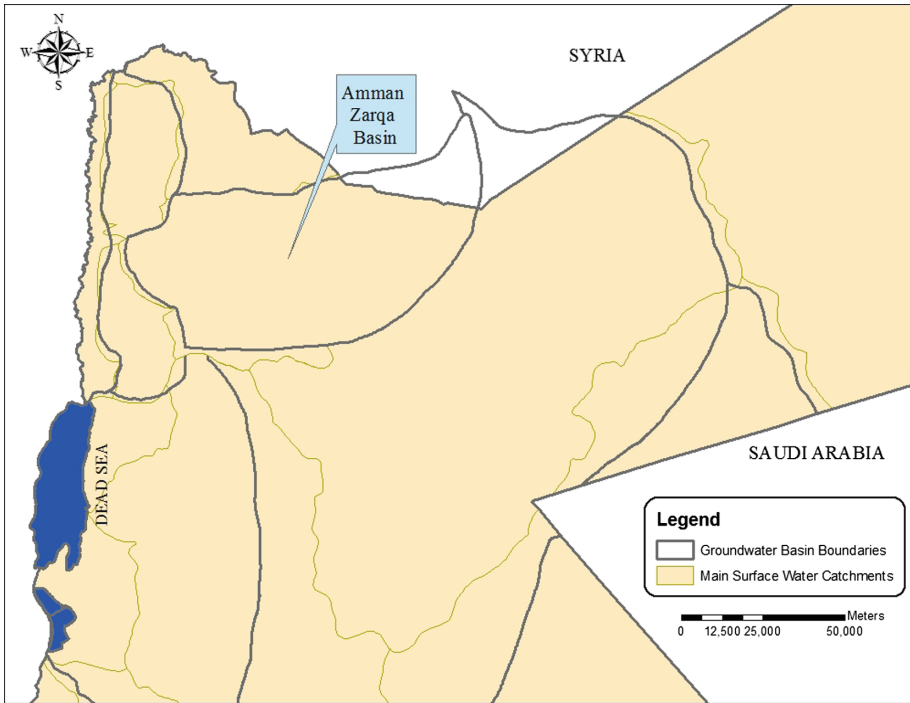 N
W E
S
SYRIA
Amman
Zarqa
Basin
DEAD SEA
SAUDI ARABIA
Legend
Groundwater Basin Boundaries
Main Surface Water Catchments
Meters
0 12,500 25,000 50,000